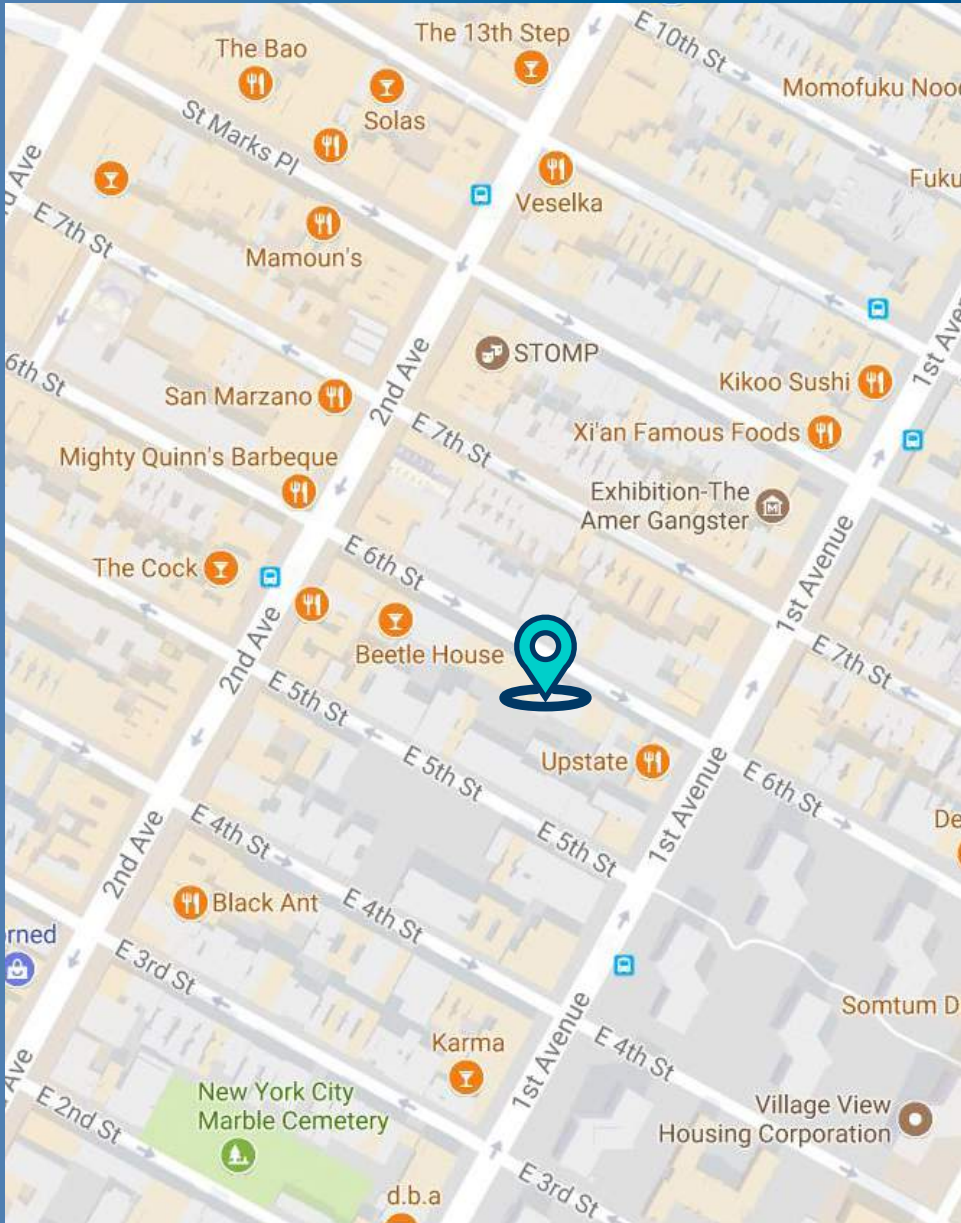 The 13th Step
E 10th St
The Bao
Momofuku Nood
Solas
St Marks Pl
rd Ave
Veselka
Fuku
E 7th St
Mamoun's
1st Aven
2nd Ave
STOMP
6th St
San Marzano
Kikoo Sushi
E 7th St
Xi'an Famous Foods
Mighty Quinn's Barbeque
Exhibition-The
Amer Gangster
M
1st Avenue
E 6th St
The Cock
2nd Ave
Beetle House
E 7th St
E 5th St
E 5th St
Upstate
1st Avenue
E 6th St
2nd Ave
E 4th St
E 5th St
De
Black Ant
E 4th St
rned
E 3rd St
1st Avenue
Somtum D
Karma
E 4th St
Ave
E 2nd St
New York City
Marble Cemetery
Village View
Housing Corporation
E 3rd St
d.b.a